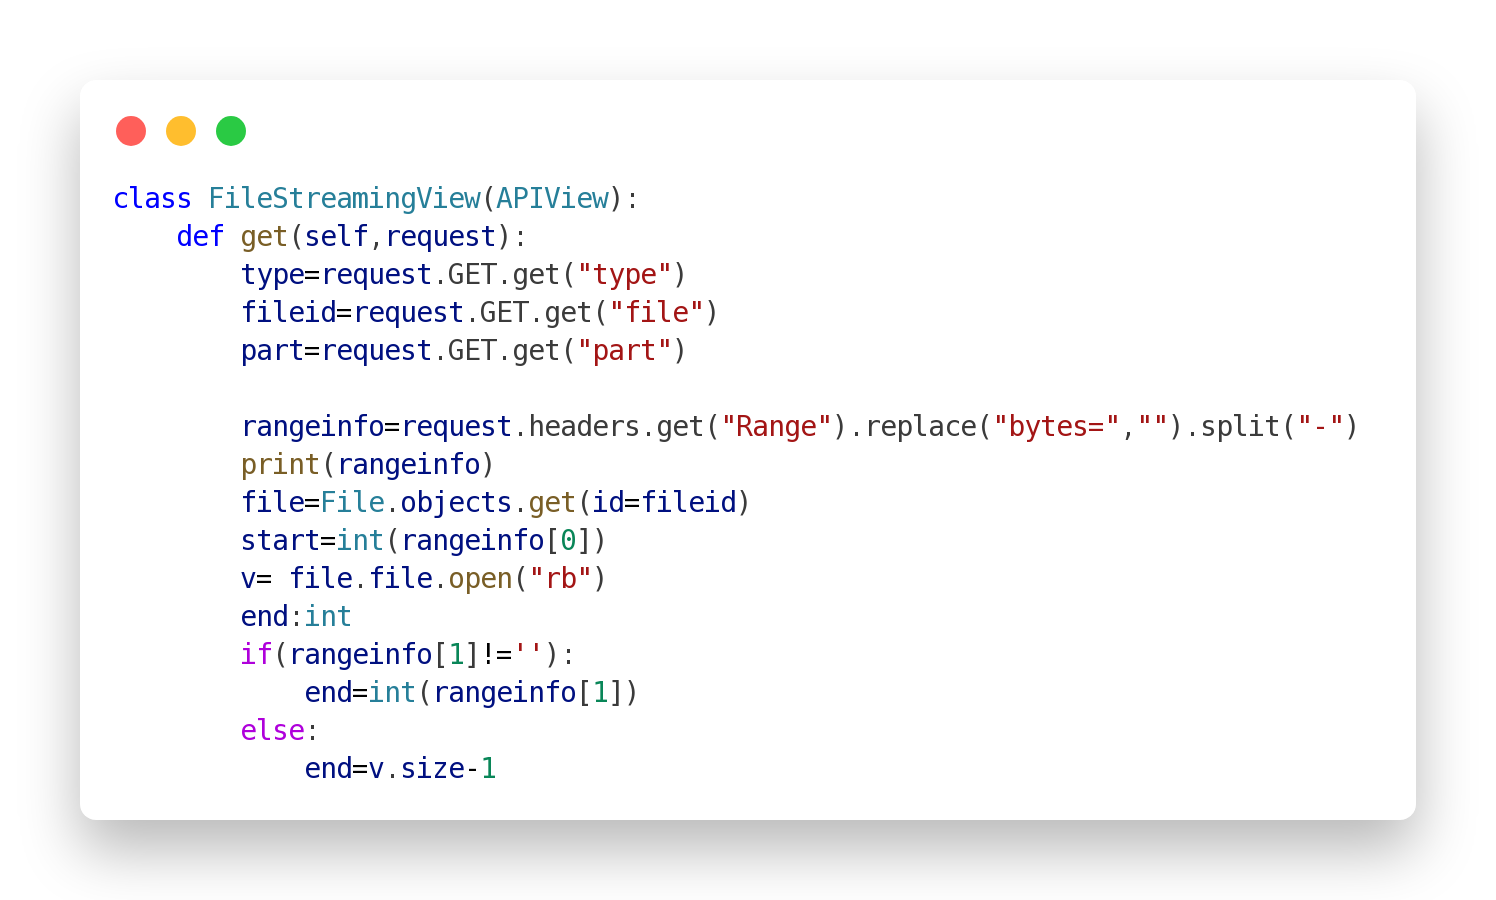 class FileStreamingView(APIView):
    def get(self,request):
        type=request.GET.get("type")
        fileid=request.GET.get("file")
        part=request.GET.get("part")

        rangeinfo=request.headers.get("Range").replace("bytes=","").split("-")
        print(rangeinfo)
        file=File.objects.get(id=fileid)
        start=int(rangeinfo[0])
        v= file.file.open("rb")
        end:int
        if(rangeinfo[1]!=''):
            end=int(rangeinfo[1])
        else:
            end=v.size-1